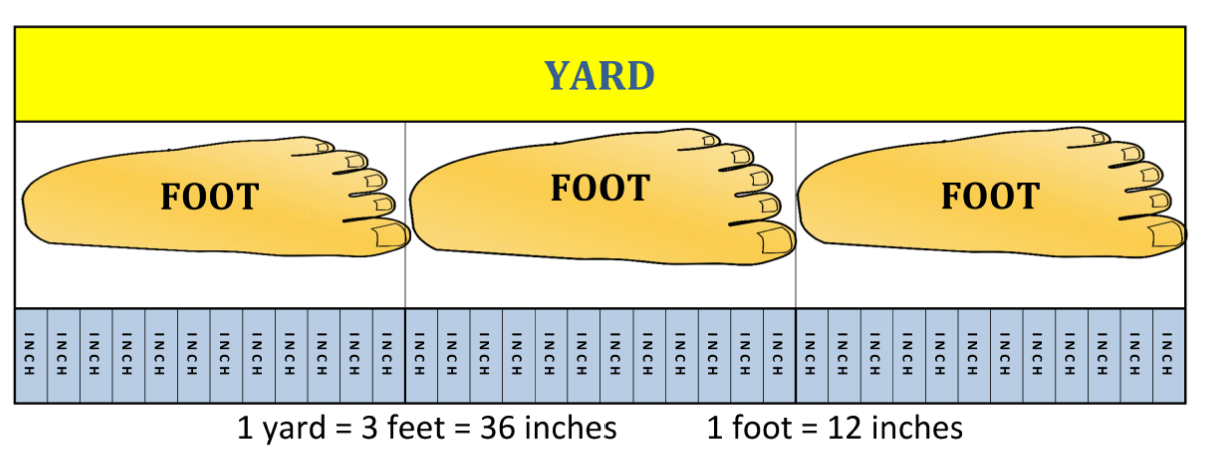 YARD
FOOT FOOT FOOT
INCH INCH INCH INCH INCH INCH INCH INCH INCH INCH INCH INCH INCH INCH INCH INCH INCH INCH INCH INCH INCH INCH INCH INCH INCH INCH INCH INCH INCH INCH INCH INCH INCH INCH INCH INCH
1 yard = 3 feet = 36 inches 1 foot = 12 inches